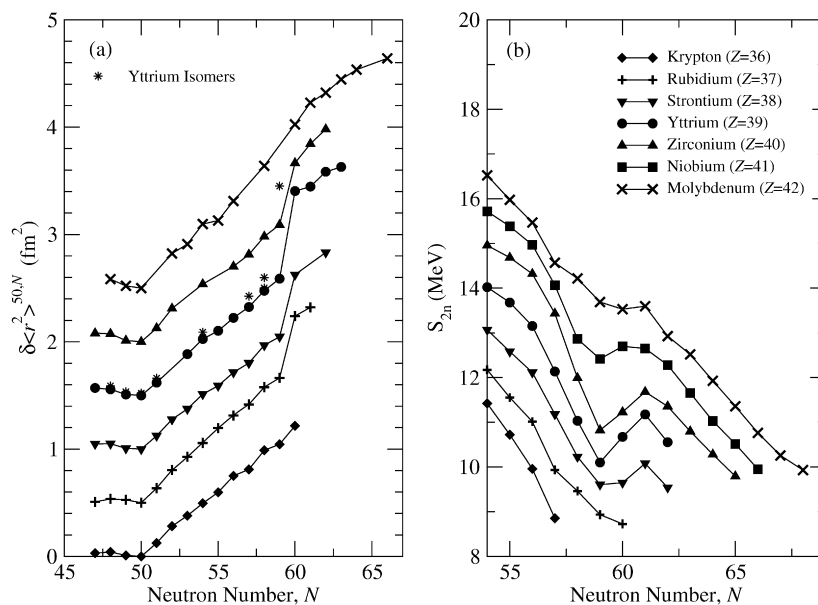 (a)
Yttrium Isomers
5
4
3
2
1
0
δ<r²>⁵⁰,ᴺ (fm²)
45
50
55
60
65
Neutron Number, N
(b)
Krypton (Z=36)
Rubidium (Z=37)
Strontium (Z=38)
Yttrium (Z=39)
Zirconium (Z=40)
Niobium (Z=41)
Molybdenum (Z=42)
20
18
16
14
12
10
8
S₂ₙ (MeV)
55
60
65
Neutron Number, N